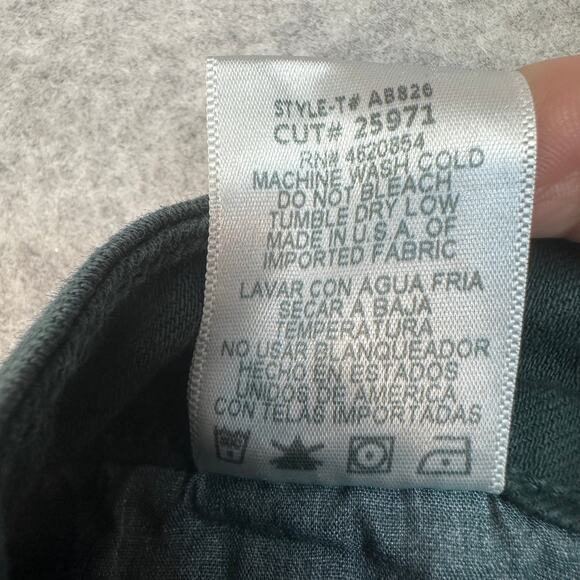 STYLE-T# AB826
CUT# 25971
RN# 4620854
MACHINE WASH COLD
DO NOT BLEACH
TUMBLE DRY LOW
MADE IN U.S.A. OF
IMPORTED FABRIC
LAVAR CON AGUA FRIA
SECAR A BAJA
TEMPERATURA
NO USAR BLANQUEADOR
HECHO EN ESTADOS
UNIDOS DE AMERICA
CON TELAS IMPORTADAS